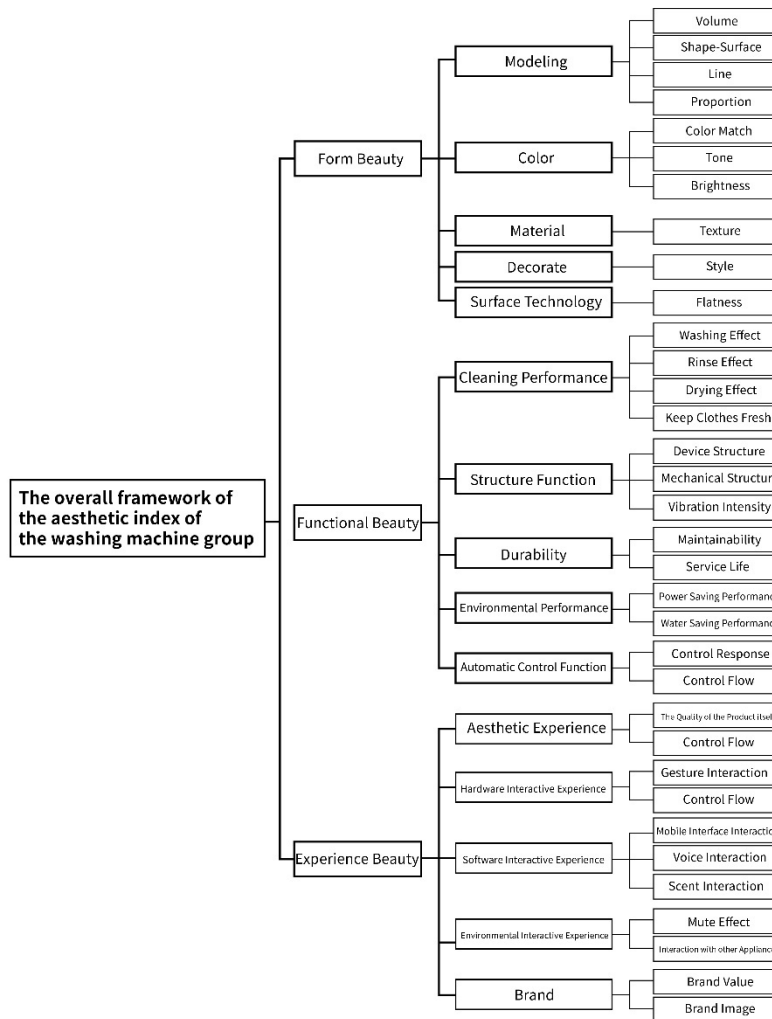 The overall framework of
the aesthetic index of
the washing machine group
Form Beauty
Modeling
Volume
Shape-Surface
Line
Proportion
Color
Color Match
Tone
Brightness
Material
Texture
Decorate
Style
Surface Technology
Flatness
Functional Beauty
Cleaning Performance
Washing Effect
Rinse Effect
Drying Effect
Keep Clothes Fresh
Structure Function
Device Structure
Mechanical Structur
Vibration Intensity
Durability
Maintainability
Service Life
Environmental Performance
Power Saving Performanc
Water Saving Performanc
Automatic Control Function
Control Response
Control Flow
Experience Beauty
Aesthetic Experience
The Quality of the Product itsel
Control Flow
Hardware Interactive Experience
Gesture Interaction
Control Flow
Software Interactive Experience
Mobile Interface Interactio
Voice Interaction
Scent Interaction
Environmental Interactive Experience
Mute Effect
Interaction with other Applianc
Brand
Brand Value
Brand Image